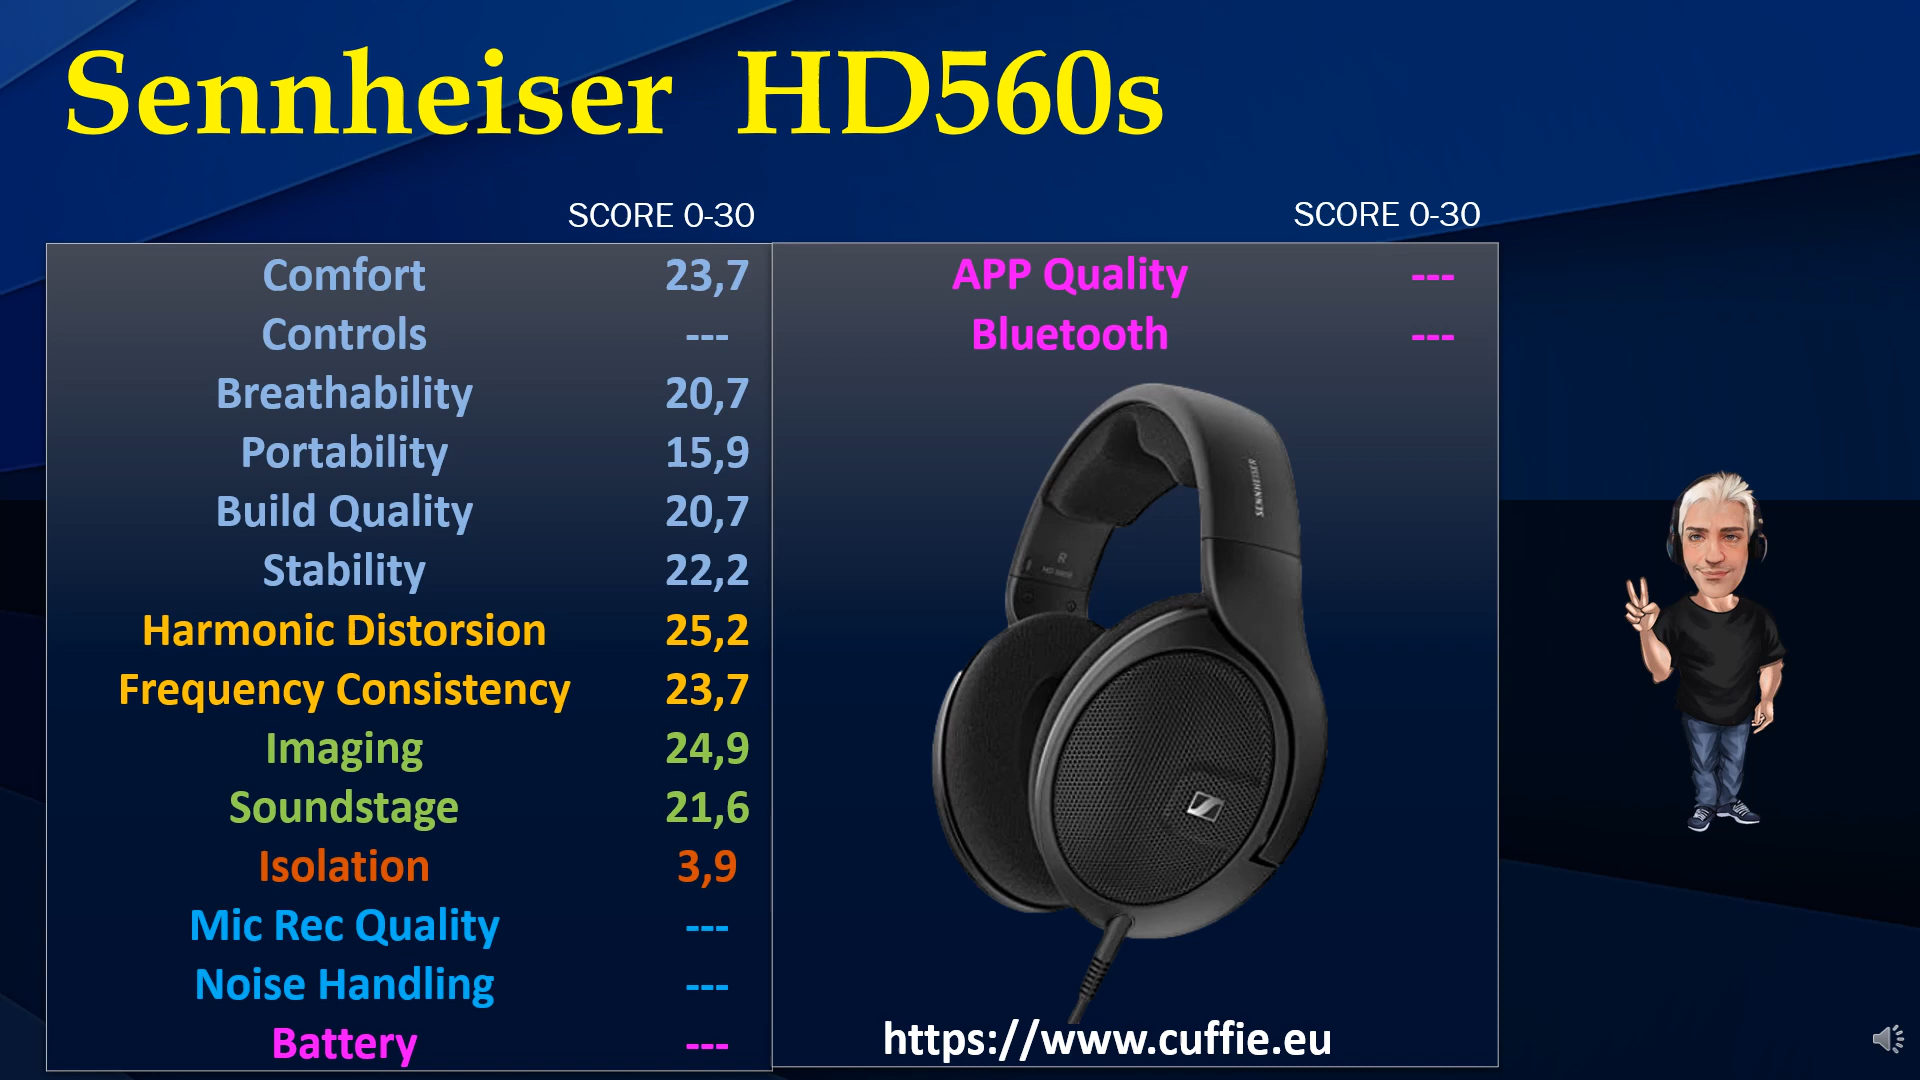 Sennheiser HD560s
SCORE 0-30
Comfort 23,7
Controls ---
Breathability 20,7
Portability 15,9
Build Quality 20,7
Stability 22,2
Harmonic Distorsion 25,2
Frequency Consistency 23,7
Imaging 24,9
Soundstage 21,6
Isolation 3,9
Mic Rec Quality ---
Noise Handling ---
Battery ---
SCORE 0-30
APP Quality ---
Bluetooth ---
SENNHEISER
R
https://www.cuffie.eu